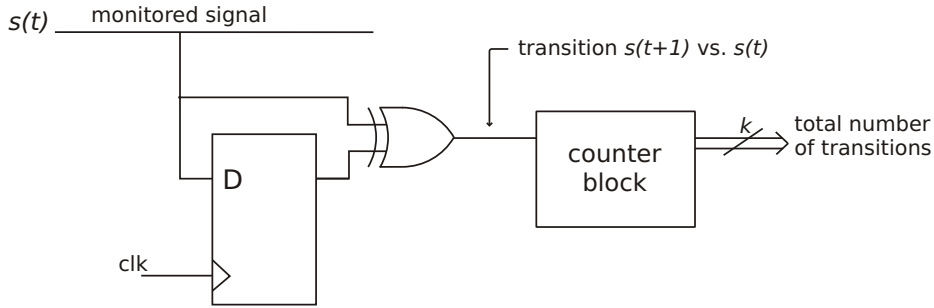 s(t)
monitored signal
transition s(t+1) vs. s(t)
D
clk
counter
block
k
total number
of transitions